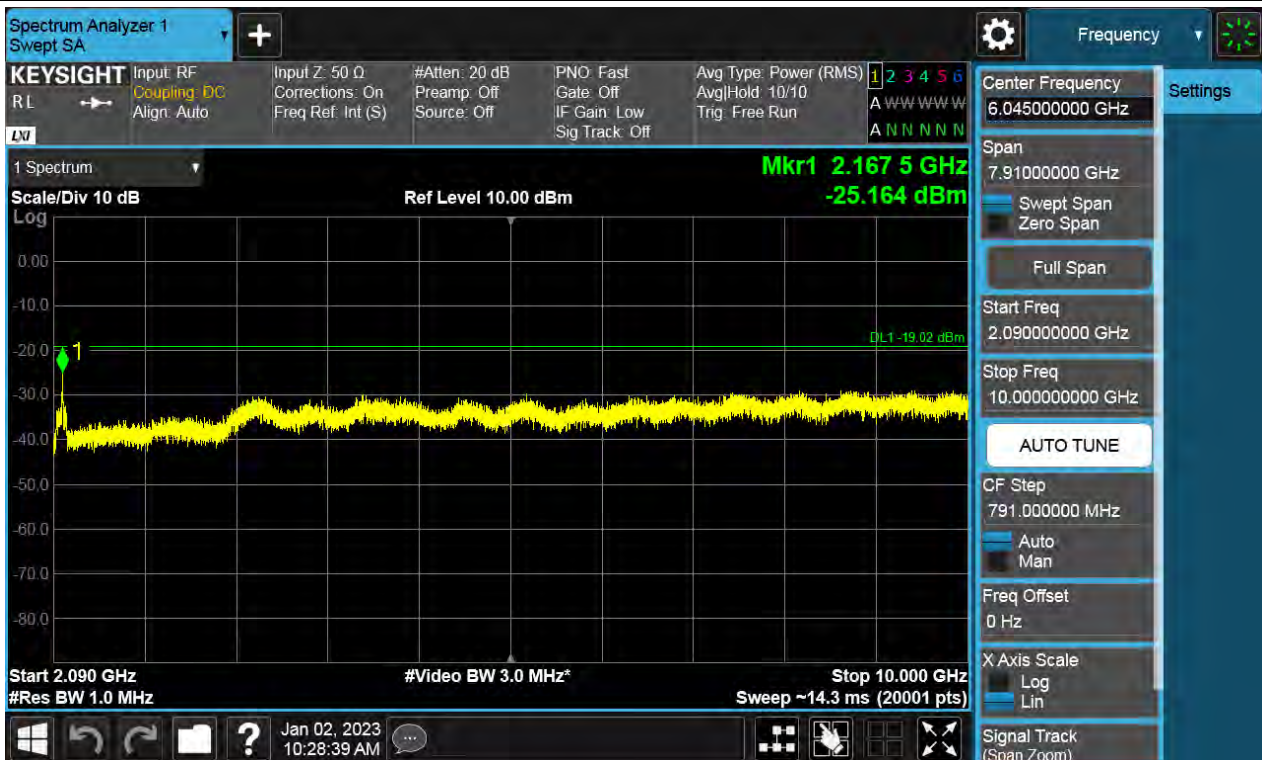 Spectrum Analyzer 1
Swept SA
+
Frequency
KEYSIGHT
Input: RF
Input Z: 50 Ω
#Atten: 20 dB
PNO: Fast
Avg Type: Power (RMS)
1 2 3 4 5 6
R L
Coupling: DC
Corrections: On
Preamp: Off
Gate: Off
Avg|Hold: 10/10
A W W W W W
Align: Auto
Freq Ref: Int (S)
Source: Off
IF Gain: Low
Trig: Free Run
LXI
Sig Track: Off
A N N N N N
1 Spectrum
Mkr1 2.167 5 GHz
Scale/Div 10 dB
Ref Level 10.00 dBm
-25.164 dBm
Log
0.00
-10.0
DL1 -19.02 dBm
-20.0
1
-30.0
-40.0
-50.0
-60.0
-70.0
-80.0
Start 2.090 GHz
#Video BW 3.0 MHz*
Stop 10.000 GHz
#Res BW 1.0 MHz
Sweep ~14.3 ms (20001 pts)
?
Jan 02, 2023
10:28:39 AM
Center Frequency
6.045000000 GHz
Settings
Span
7.91000000 GHz
Swept Span
Zero Span
Full Span
Start Freq
2.090000000 GHz
Stop Freq
10.000000000 GHz
AUTO TUNE
CF Step
791.000000 MHz
Auto
Man
Freq Offset
0 Hz
X Axis Scale
Log
Lin
Signal Track
(Span Zoom)